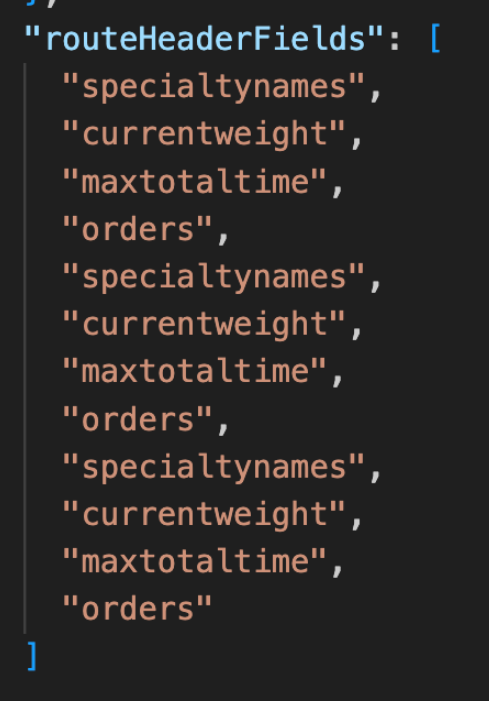 "routeHeaderFields": [
"specialtynames",
"currentweight",
"maxtotaltime",
"orders",
"specialtynames",
"currentweight",
"maxtotaltime",
"orders",
"specialtynames",
"currentweight",
"maxtotaltime",
"orders"
]